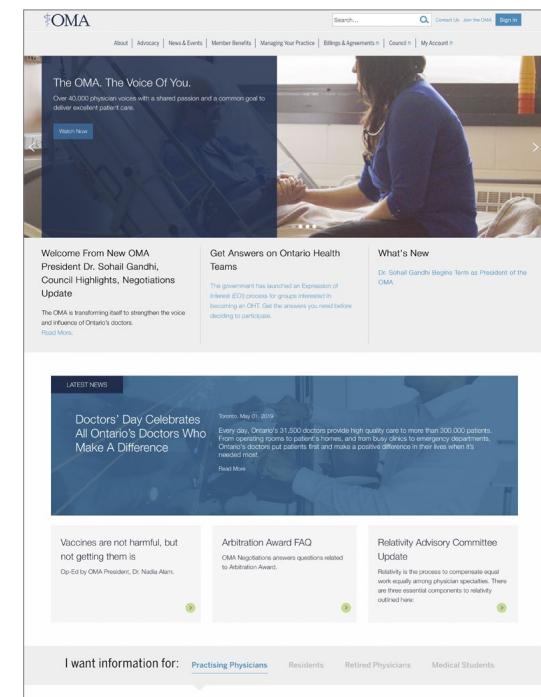 OMA
Search...
Contact Us Join the OMA Sign in
About | Advocacy | News & Events | Member Benefits | Managing Your Practice | Billings & Agreements | Council | My Account
The OMA. The Voice Of You.
Over 40,000 physician voices with a shared passion and a common goal to
deliver excellent patient care.
Watch Now
Welcome From New OMA
President Dr. Sohail Gandhi,
Council Highlights, Negotiations
Update
The OMA is transforming itself to strengthen the voice
and influence of Ontario's doctors.
Read More.
Get Answers on Ontario Health
Teams
The government has launched an Expression of
Interest (EOI) process for groups interested in
becoming an OHT. Get the answers you need before
deciding to participate.
What's New
Dr. Sohail Gandhi Begins Term as President of the
OMA
LATEST NEWS
Doctors' Day Celebrates
All Ontario's Doctors Who
Make A Difference
Toronto, May 01, 2019
Every day, Ontario's 31,500 doctors provide high quality care to more than 300,000 patients.
From operating rooms to patient's homes, and from busy clinics to emergency departments,
Ontario's doctors put patients first and make a positive difference in their lives when it's
needed most.
Read More
Vaccines are not harmful, but
not getting them is
Op-Ed by OMA President, Dr. Nadia Alam.
Arbitration Award FAQ
OMA Negotiations answers questions related
to Arbitration Award.
Relativity Advisory Committee
Update
Relativity is the process to compensate equal
work equally among physician specialties. There
are three essential components to relativity
outlined here:
I want information for: Practising Physicians Residents Retired Physicians Medical Students